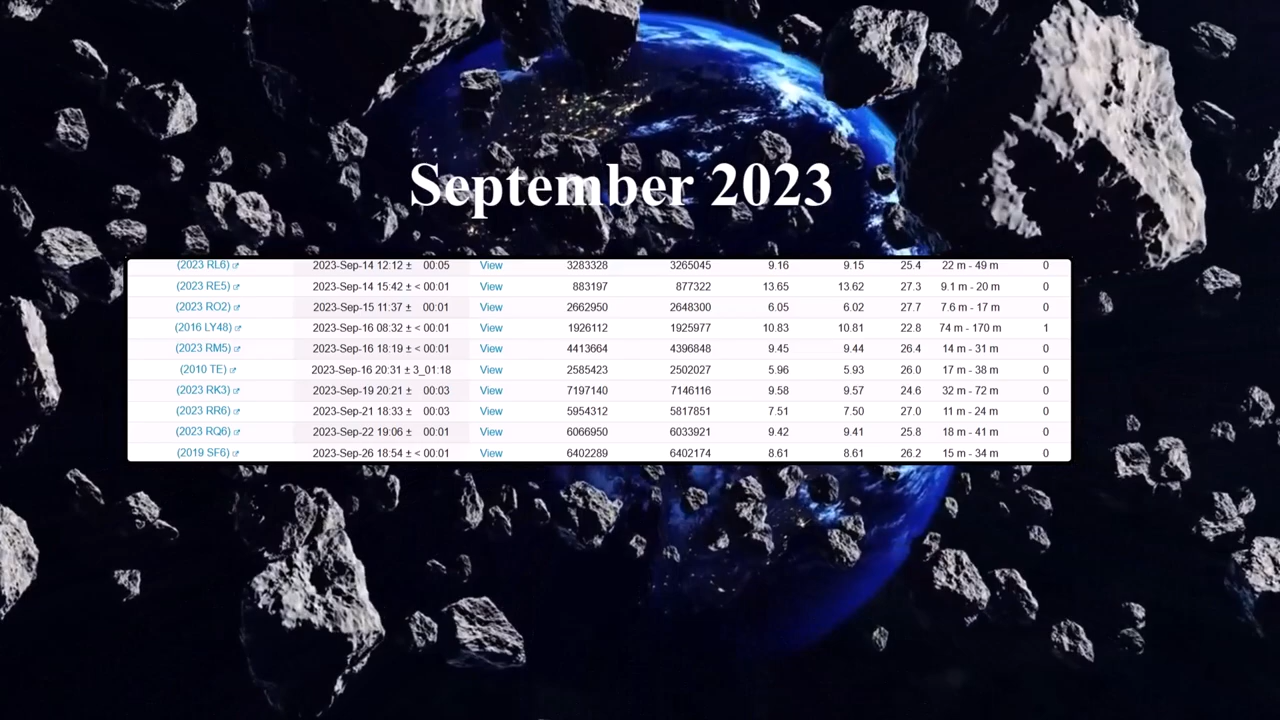 September 2023
(2023 RL6) 2023-Sep-14 12:12 ± 00:05 View 3283328 3265045 9.16 9.15 25.4 22 m - 49 m 0
(2023 RE5) 2023-Sep-14 15:42 ± < 00:01 View 883197 877322 13.65 13.62 27.3 9.1 m - 20 m 0
(2023 RO2) 2023-Sep-15 11:37 ± 00:01 View 2662950 2648300 6.05 6.02 27.7 7.6 m - 17 m 0
(2016 LY48) 2023-Sep-16 08:32 ± < 00:01 View 1926112 1925977 10.83 10.81 22.8 74 m - 170 m 1
(2023 RM5) 2023-Sep-16 18:19 ± < 00:01 View 4413664 4396848 9.45 9.44 26.4 14 m - 31 m 0
(2010 TE) 2023-Sep-16 20:31 ± 3_01:18 View 2585423 2502027 5.96 5.93 26.0 17 m - 38 m 0
(2023 RK3) 2023-Sep-19 20:21 ± 00:03 View 7197140 7146116 9.58 9.57 24.6 32 m - 72 m 0
(2023 RR6) 2023-Sep-21 18:33 ± 00:03 View 5954312 5817851 7.51 7.50 27.0 11 m - 24 m 0
(2023 RQ6) 2023-Sep-22 19:06 ± 00:01 View 6066950 6033921 9.42 9.41 25.8 18 m - 41 m 0
(2019 SF6) 2023-Sep-26 18:54 ± < 00:01 View 6402289 6402174 8.61 8.61 26.2 15 m - 34 m 0